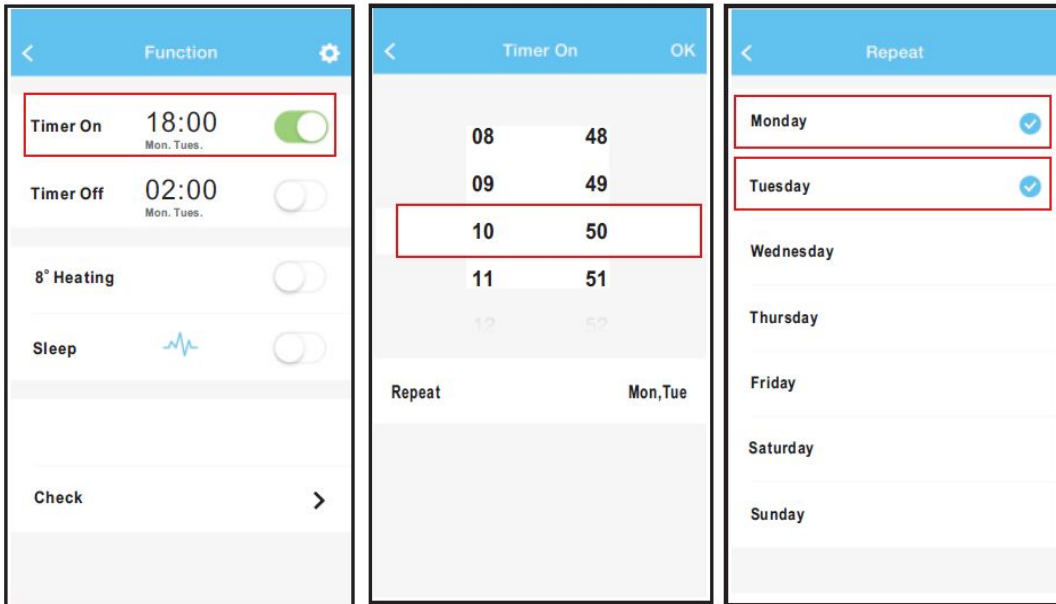 Function
Timer On 18:00
Mon. Tues.
Timer Off 02:00
Mon. Tues.
8° Heating
Sleep
Check
Timer On OK
08 48
09 49
10 50
11 51
12 52
Repeat Mon,Tue
Repeat
Monday
Tuesday
Wednesday
Thursday
Friday
Saturday
Sunday